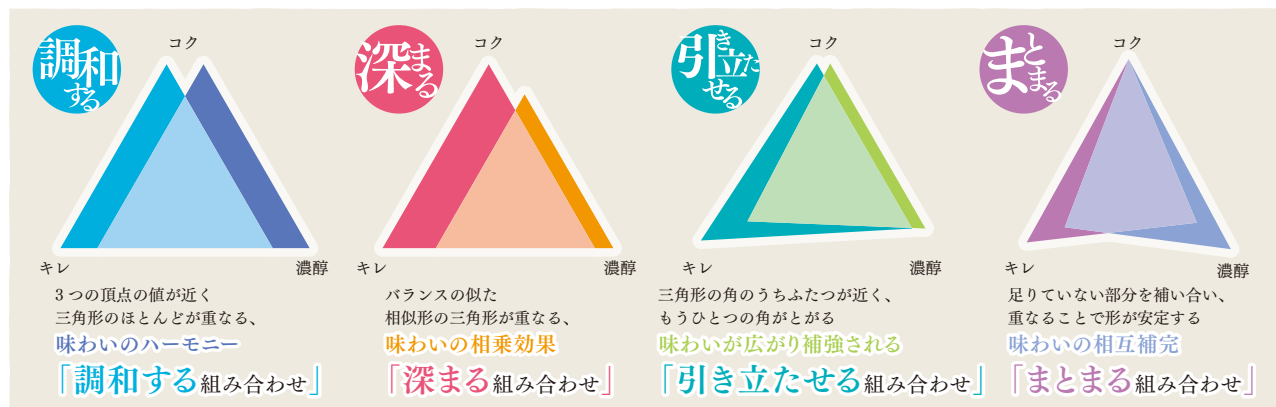 調和する
コク
キレ
濃醇
3つの頂点の値が近く
三角形のほとんどが重なる、
味わいのハーモニー
「調和する組み合わせ」
深まる
コク
キレ
濃醇
バランスの似た
相似形の三角形が重なる、
味わいの相乗効果
「深まる組み合わせ」
引き立たせる
コク
キレ
濃醇
三角形の角のうちふたつが近く、
もうひとつの角がとがる
味わいが広がり補強される
「引き立たせる組み合わせ」
まとまる
コク
キレ
濃醇
足りていない部分を補い合い、
重なることで形が安定する
味わいの相互補完
「まとまる組み合わせ」